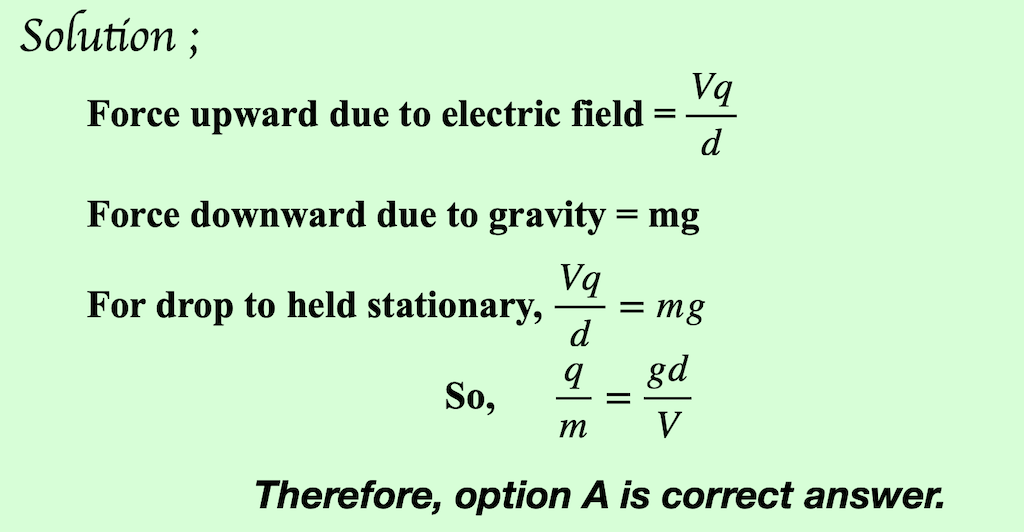 Solution ;
Force upward due to electric field = \frac{Vq}{d}
Force downward due to gravity = mg
For drop to held stationary, \frac{Vq}{d} = mg
So, \frac{q}{m} = \frac{gd}{V}
Therefore, option A is correct answer.